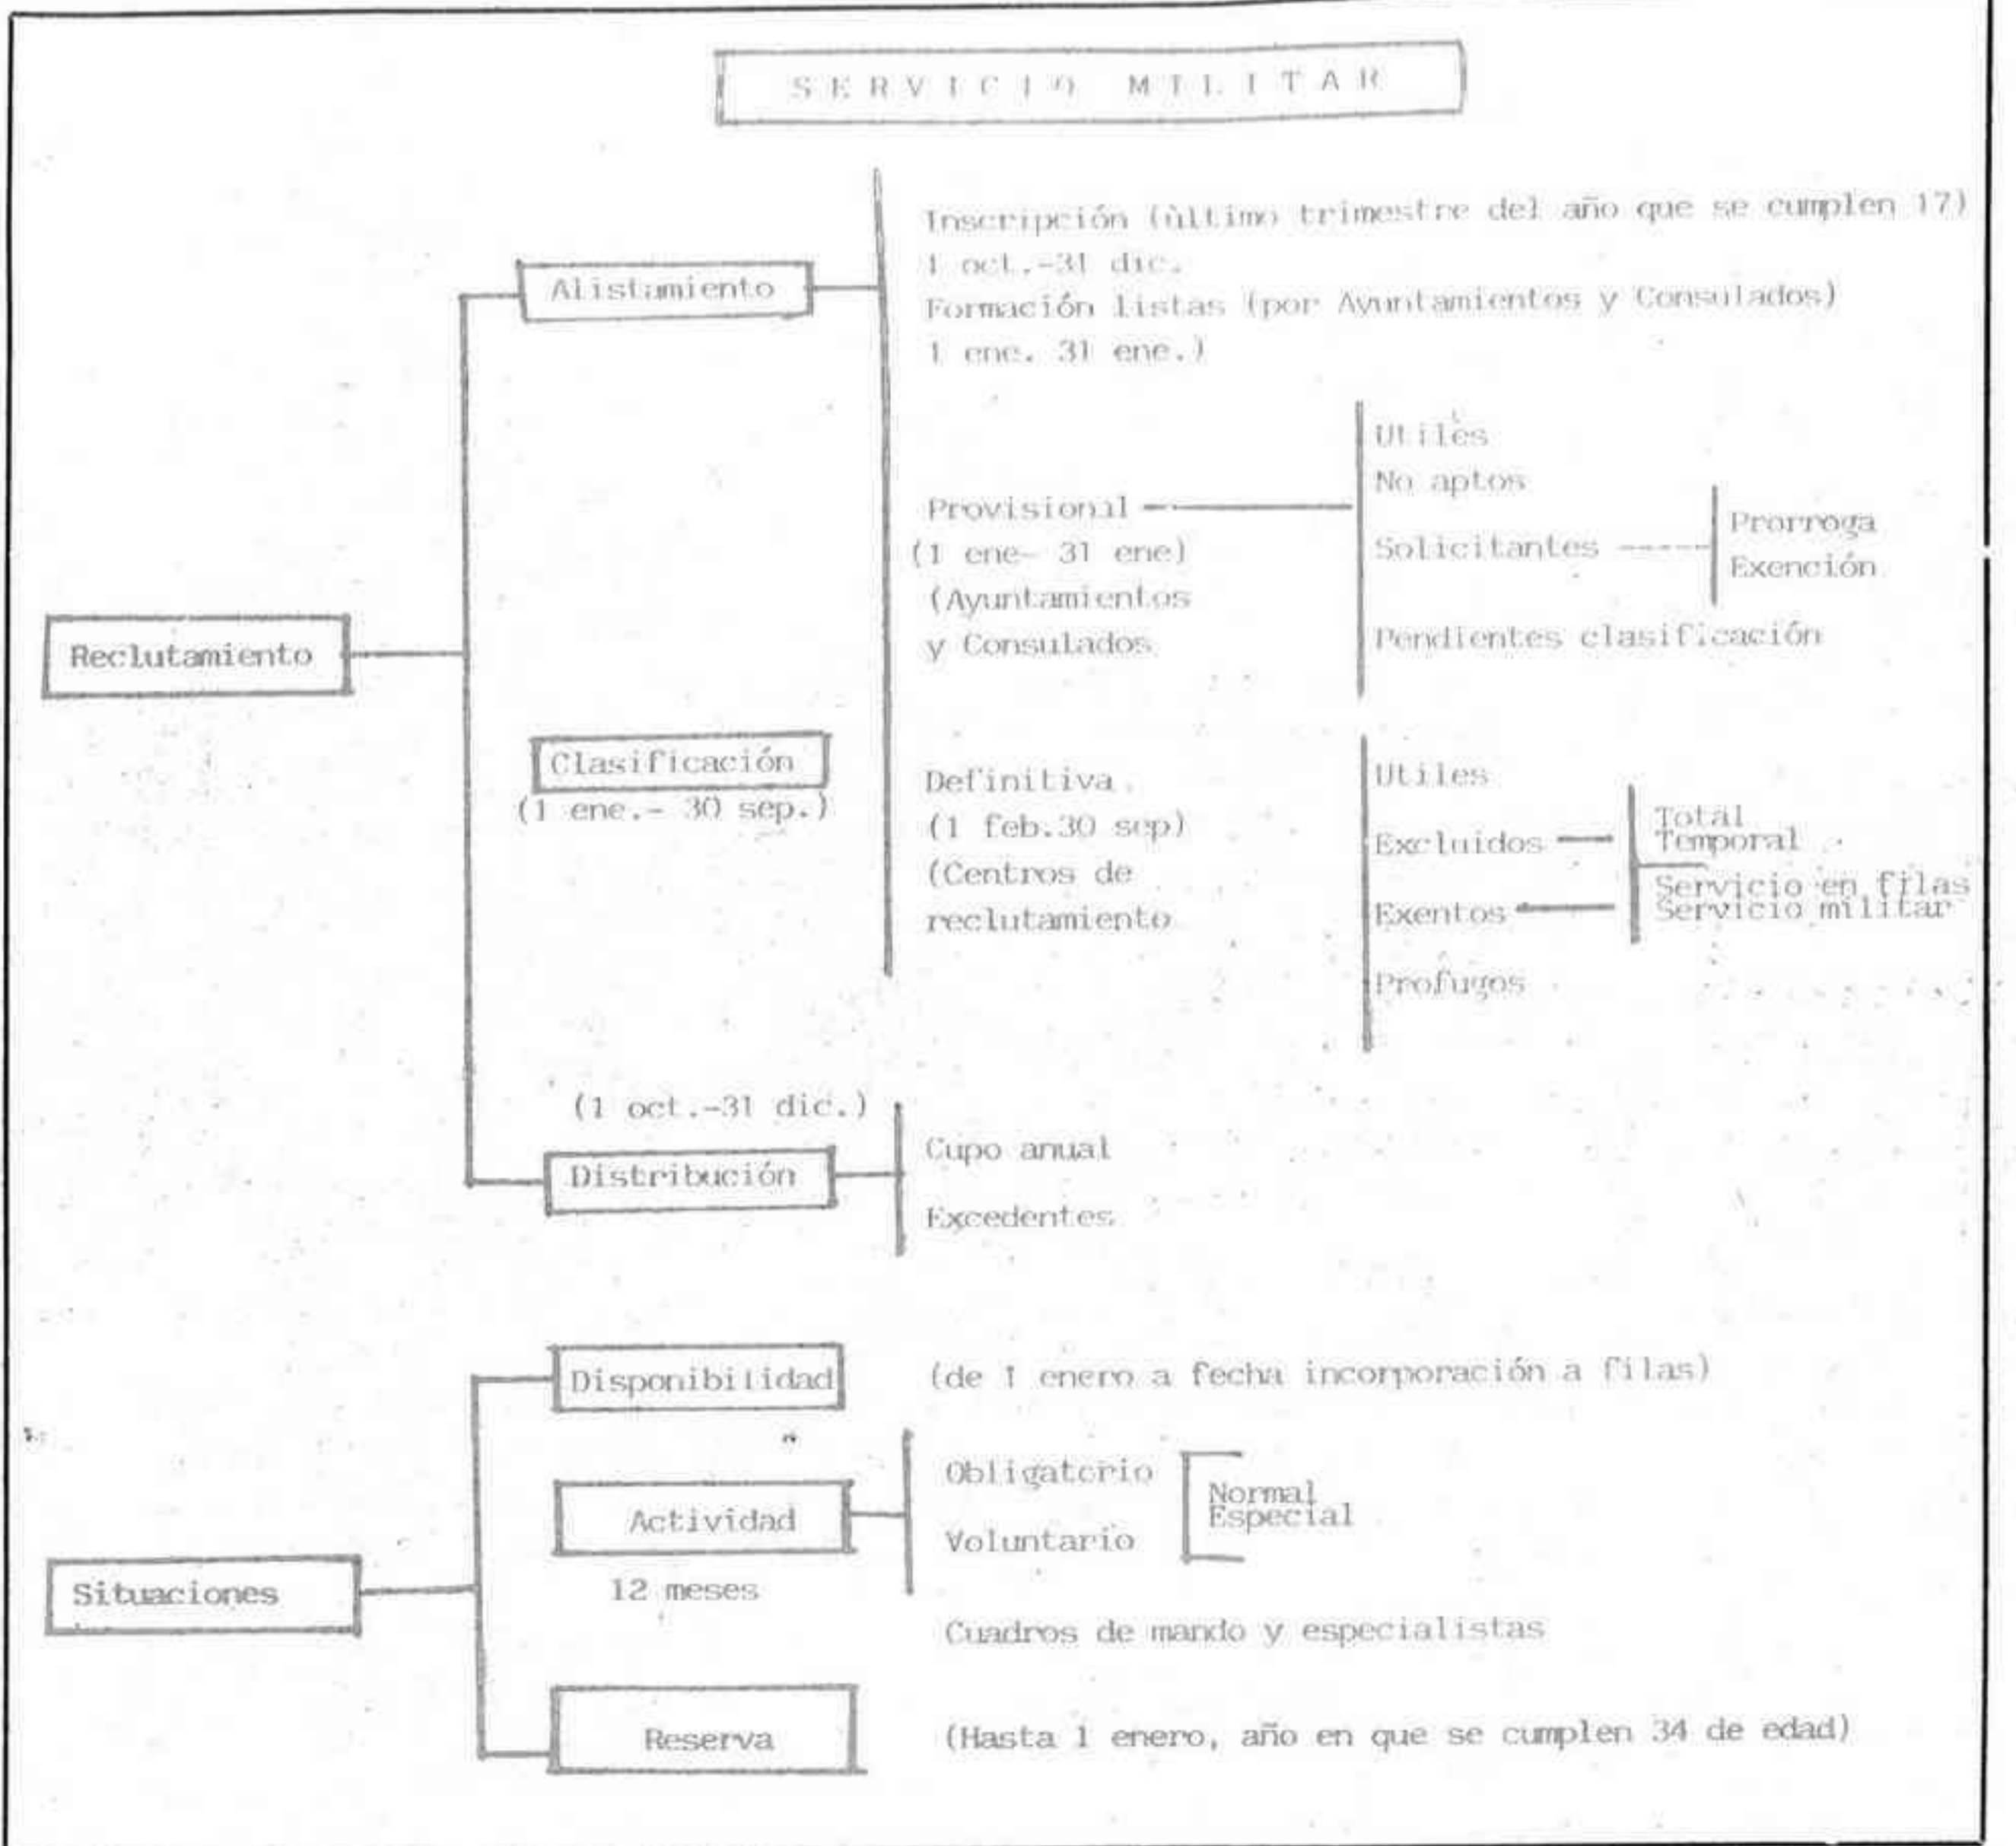 SERVICIO MILITAR
Reclutamiento
Alistamiento
Inscripción (ùltimo trimestre del año que se cumplen 17)
1 oct.-31 dic.
Formación listas (por Ayuntamientos y Consulados)
1 ene. 31 ene.)
Clasificación
(1 ene.- 30 sep.)
Provisional
(1 ene- 31 ene)
(Ayuntamientos
y Consulados
Utiles
No aptos
Solicitantes
Prorroga
Exención
Pendientes clasificación
Definitiva
(1 feb.30 sep)
(Centros de
reclutamiento
Utiles
Excluidos
Total
Temporal
Exentos
Servicio en filas
Servicio militar
Profugos
(1 oct.-31 dic.)
Distribución
Cupo anual
Excedentes
Situaciones
Disponibilidad
(de 1 enero a fecha incorporación a filas)
Actividad
12 meses
Obligatorio
Voluntario
Normal
Especial
Cuadros de mando y especialistas
Reserva
(Hasta 1 enero, año en que se cumplen 34 de edad)